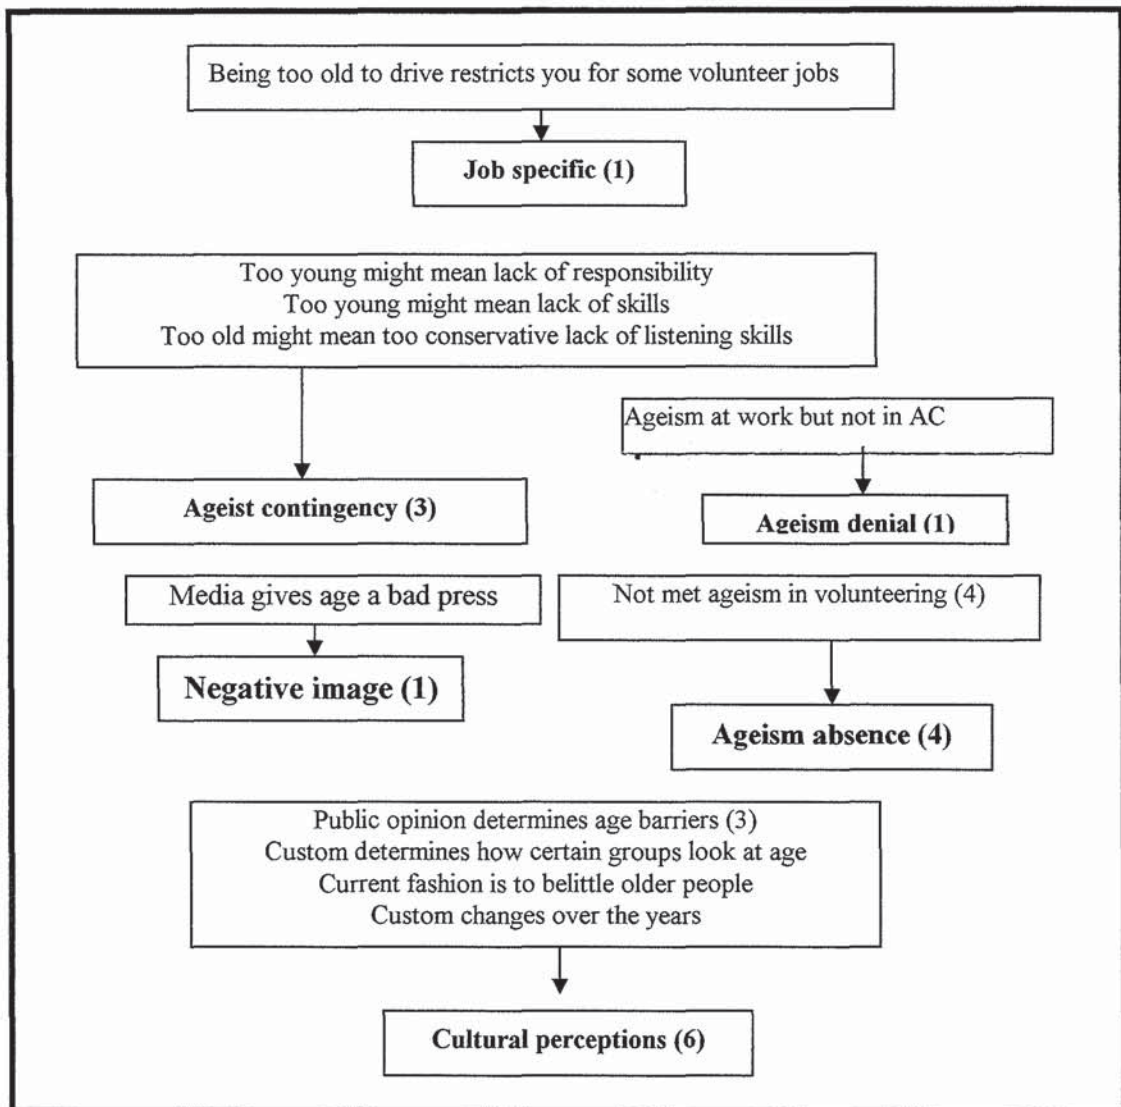 Being too old to drive restricts you for some volunteer jobs
Job specific (1)
Too young might mean lack of responsibility
Too young might mean lack of skills
Too old might mean too conservative lack of listening skills
Ageism at work but not in AC
Ageist contingency (3)
Ageism denial (1)
Media gives age a bad press
Not met ageism in volunteering (4)
Negative image (1)
Ageism absence (4)
Public opinion determines age barriers (3)
Custom determines how certain groups look at age
Current fashion is to belittle older people
Custom changes over the years
Cultural perceptions (6)